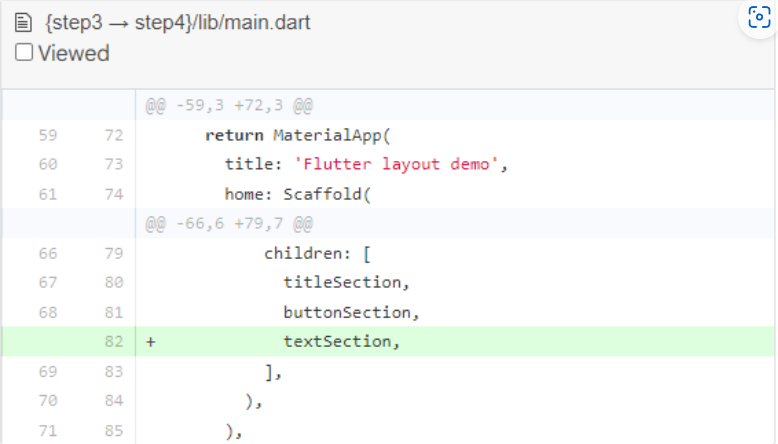 {step3 → step4}/lib/main.dart
Viewed
@@ -59,3 +72,3 @@
59 72 return MaterialApp(
60 73 title: 'Flutter layout demo',
61 74 home: Scaffold(
@@ -66,6 +79,7 @@
66 79 children: [
67 80 titleSection,
68 81 buttonSection,
82 + textSection,
69 83 ],
70 84 ),
71 85 ),